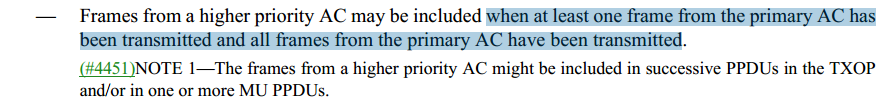 — Frames from a higher priority AC may be included when at least one frame from the primary AC has
been transmitted and all frames from the primary AC have been transmitted.
(#4451)NOTE 1—The frames from a higher priority AC might be included in successive PPDUs in the TXOP
and/or in one or more MU PPDUs.